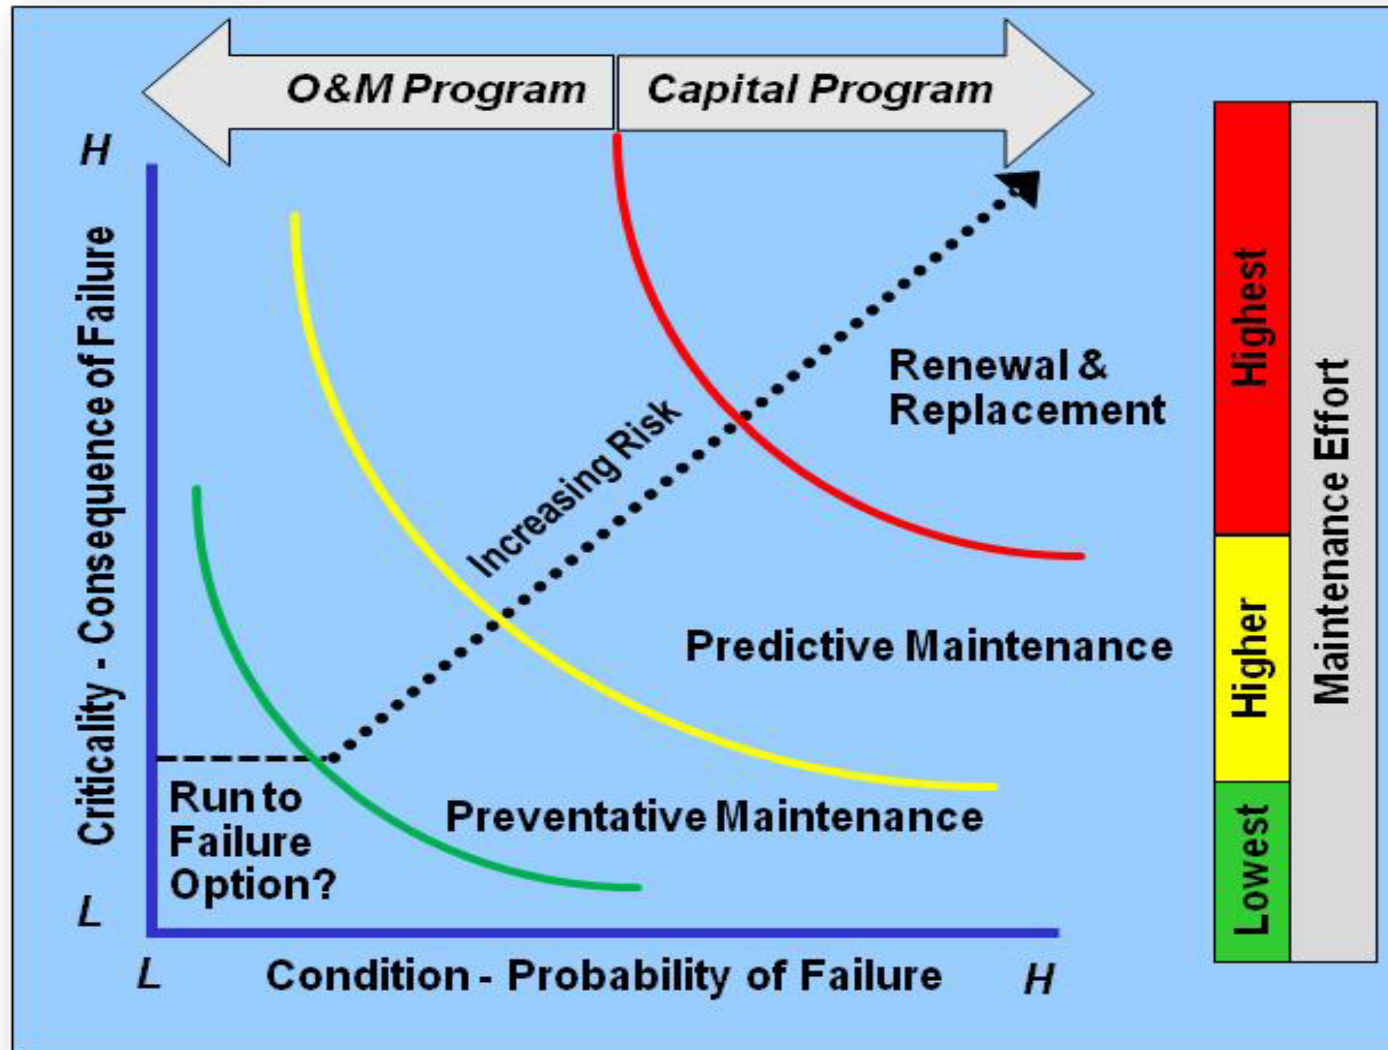 O&M Program
Capital Program
H
Criticality - Consequence of Failure
L
Increasing Risk
Renewal &
Replacement
Predictive Maintenance
Preventative Maintenance
Run to
Failure
Option?
L
Condition - Probability of Failure
H
Highest
Higher
Lowest
Maintenance Effort